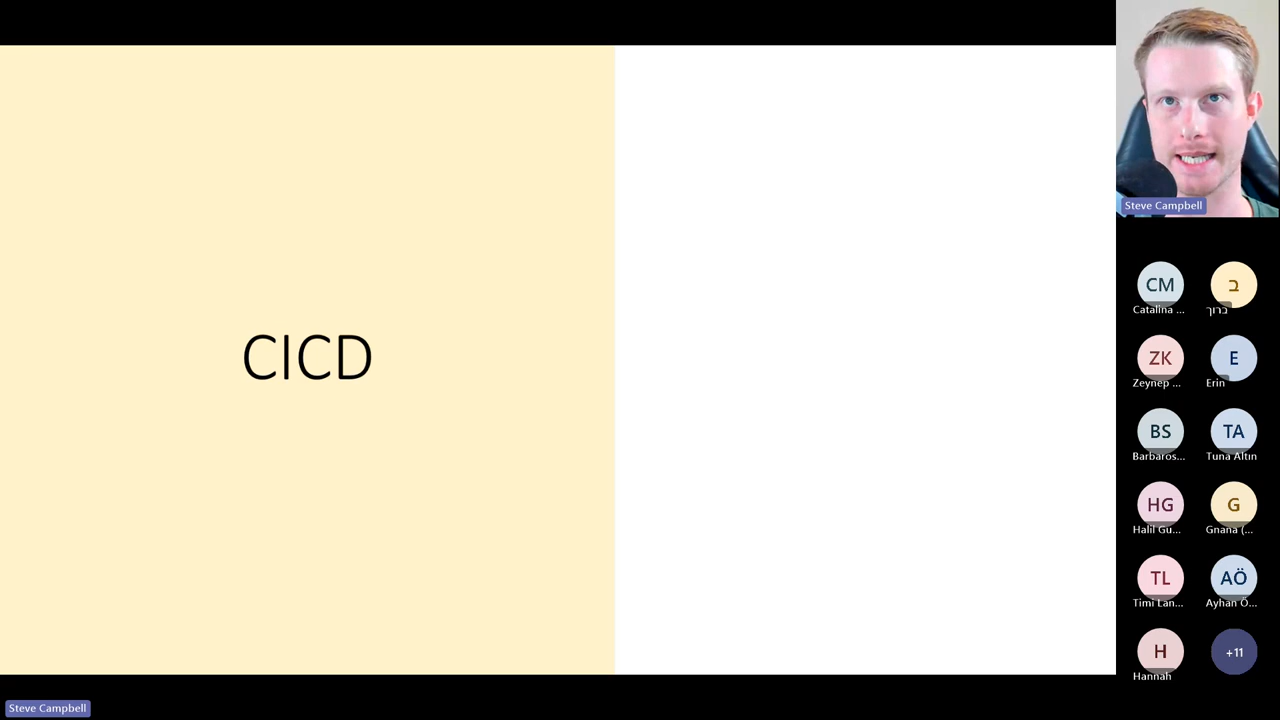 CICD
Steve Campbell
CM
Catalina ...
ב
ברוך
ZK
Zeynep ...
E
Erin
BS
Barbaros...
TA
Tuna Altın
HG
Halil Gu...
G
Gnana (...
TL
Timi Lan...
AÖ
Ayhan Ö...
H
Hannah
+11
Steve Campbell